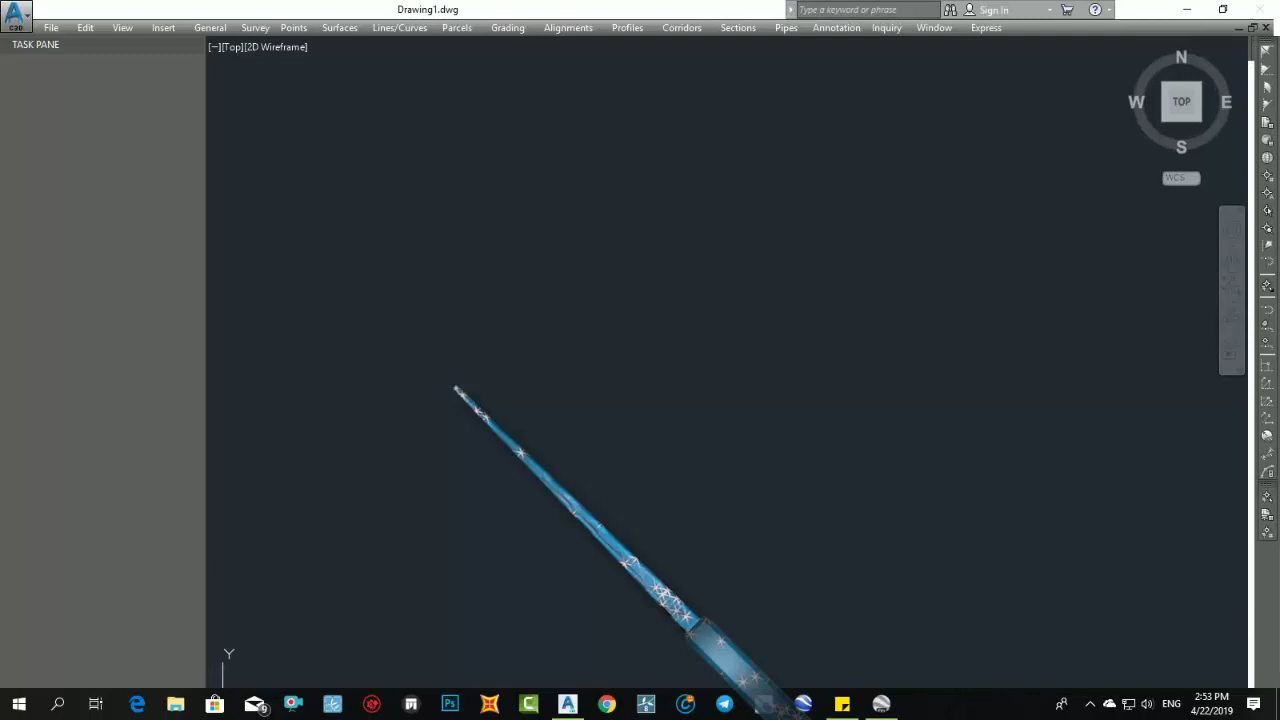 Drawing1.dwg
Type a keyword or phrase
Sign In
C3D
File Edit View Insert General Survey Points Surfaces Lines/Curves Parcels Grading Alignments Profiles Corridors Sections Pipes Annotation Inquiry Window Express
TASK PANE
[−][Top][2D Wireframe]
N
W TOP E
S
WCS
Y
2:53 PM
4/22/2019